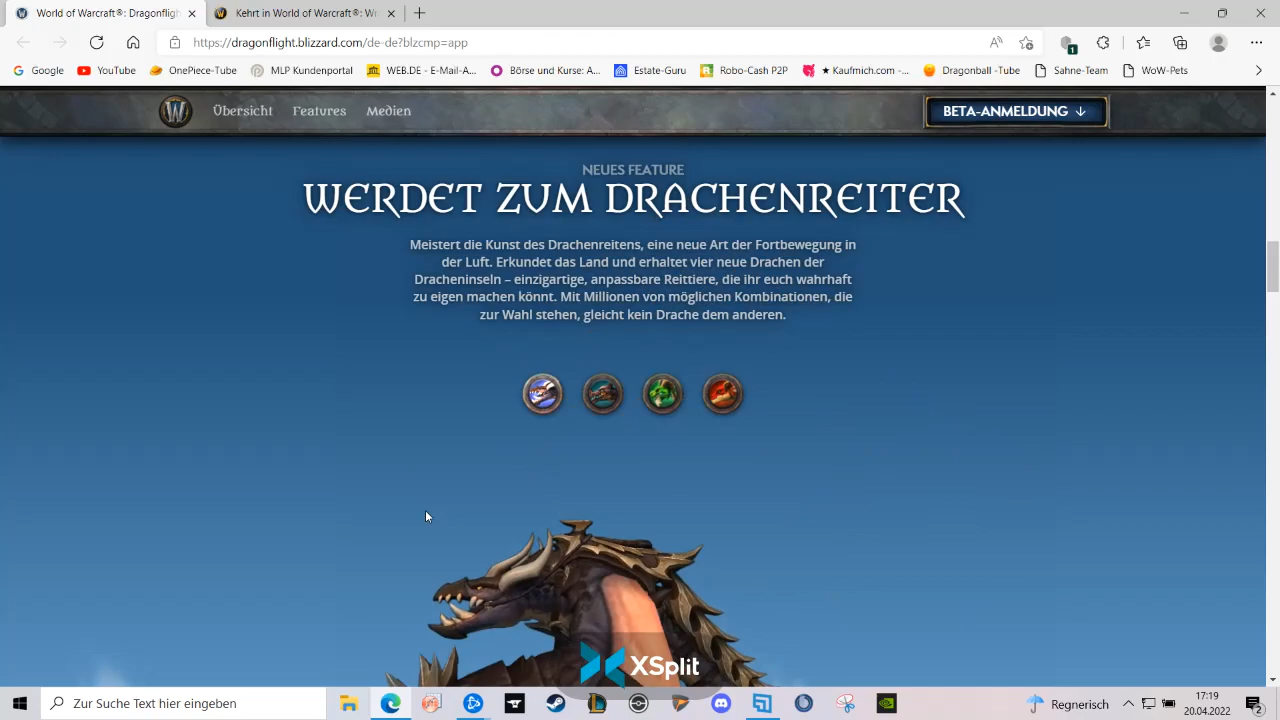 World of Warcraft®: Dragonfligh
Kehrt in World of Warcraft®: W
https://dragonflight.blizzard.com/de-de?blzcmp=app
Google
YouTube
OnePiece-Tube
MLP Kundenportal
WEB.DE - E-Mail-A...
Börse und Kurse: A...
Estate-Guru
Robo-Cash P2P
★ Kaufmich.com -...
Dragonball -Tube
Sahne-Team
WoW-Pets
Übersicht
Features
Medien
BETA-ANMELDUNG ↓
NEUES FEATURE
WERDET ZUM DRACHENREITER
Meistert die Kunst des Drachenreitens, eine neue Art der Fortbewegung in
der Luft. Erkundet das Land und erhaltet vier neue Drachen der
Dracheninseln – einzigartige, anpassbare Reittiere, die ihr euch wahrhaft
zu eigen machen könnt. Mit Millionen von möglichen Kombinationen, die
zur Wahl stehen, gleicht kein Drache dem anderen.
XSplit
Zur Suche Text hier eingeben
Regnerisch
17:19
20.04.2022
2